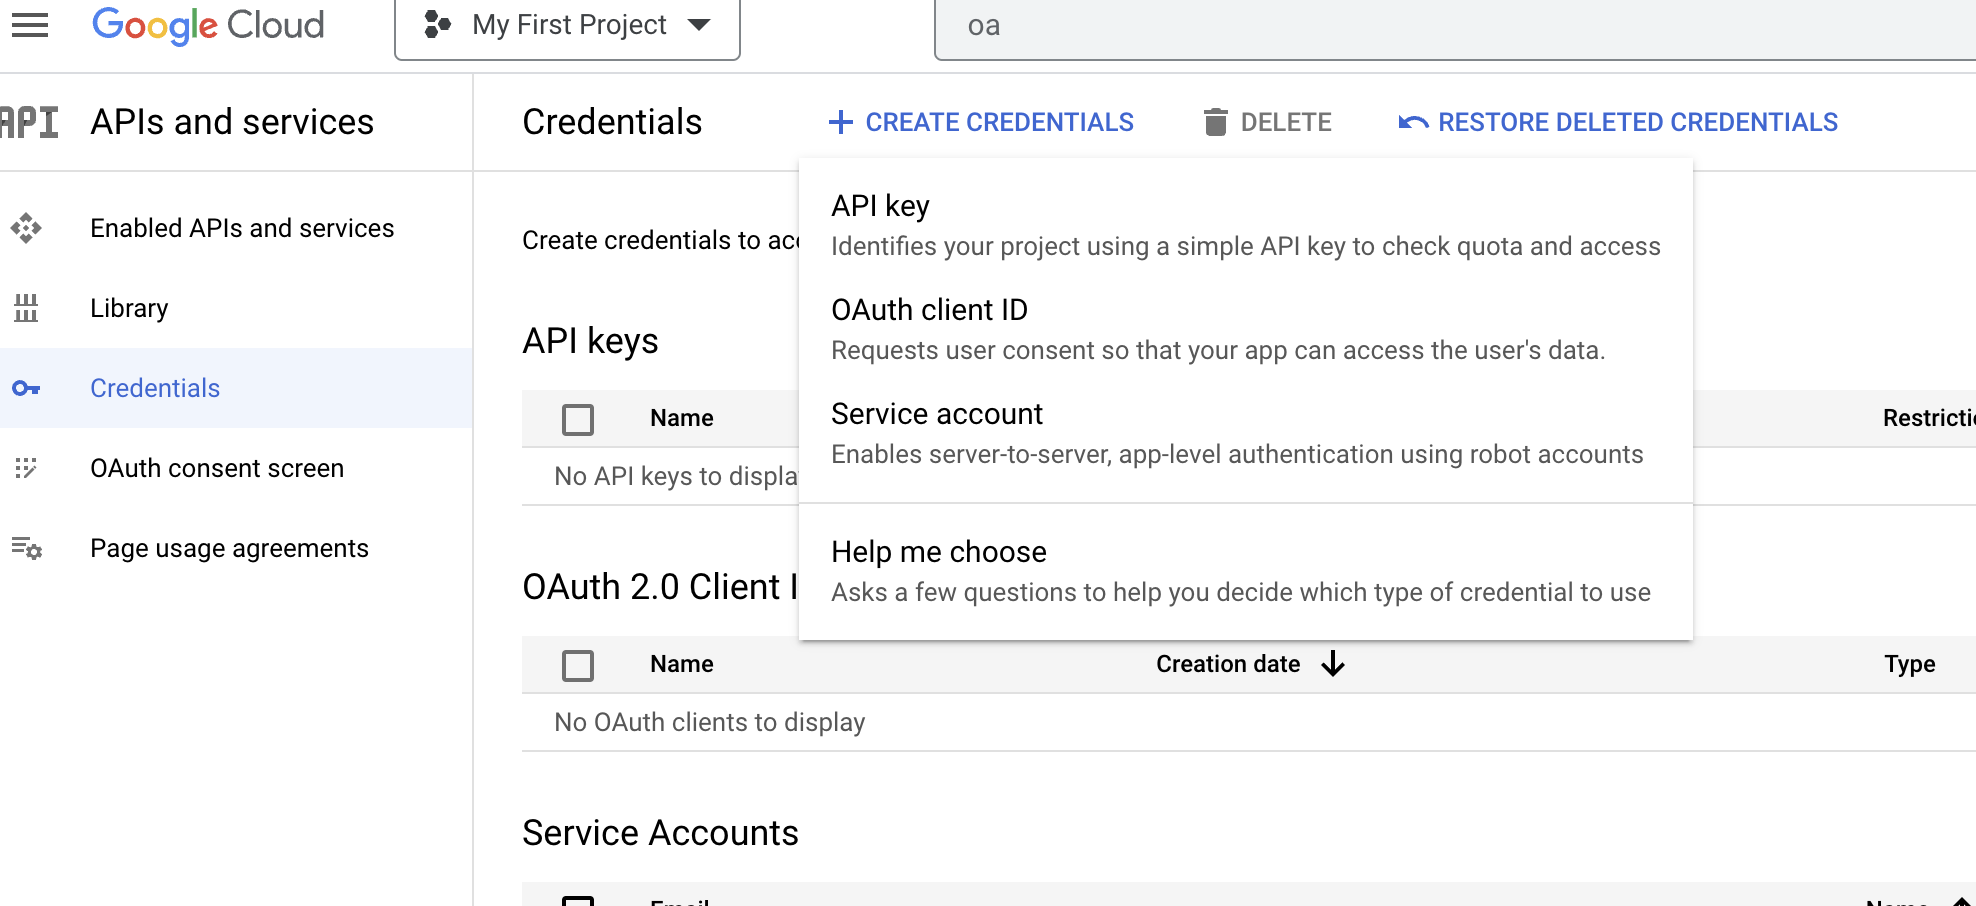 Google Cloud
My First Project
oa
API
APIs and services
Credentials
CREATE CREDENTIALS
DELETE
RESTORE DELETED CREDENTIALS
Enabled APIs and services
Library
Credentials
OAuth consent screen
Page usage agreements
Create credentials to acc
API key
Identifies your project using a simple API key to check quota and access
OAuth client ID
Requests user consent so that your app can access the user's data.
Service account
Enables server-to-server, app-level authentication using robot accounts
Help me choose
Asks a few questions to help you decide which type of credential to use
API keys
Name
Restrictio
No API keys to displa
OAuth 2.0 Client I
Name
Creation date
Type
No OAuth clients to display
Service Accounts
Email
Name